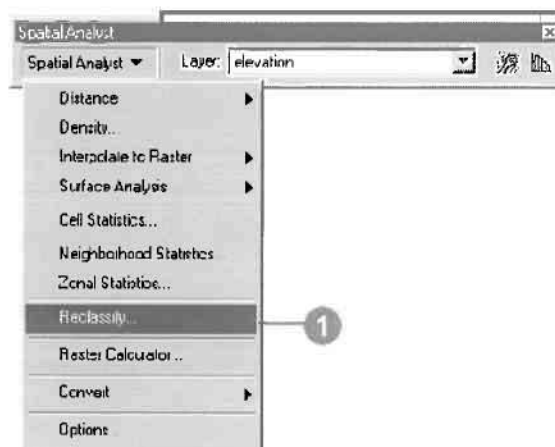 Spatial Analyst
Spatial Analyst Layer: elevation
Distance
Density...
Interpolate to Raster
Surface Analysis
Cell Statistics...
Neighborhood Statistics
Zonal Statistics...
Reclassify...
1
Raster Calculator...
Convert
Options